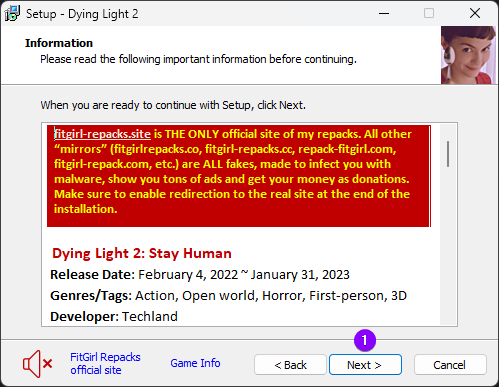 Setup - Dying Light 2
Information
Please read the following important information before continuing.
When you are ready to continue with Setup, click Next.
fitgirl-repacks.site is THE ONLY official site of my repacks. All other
“mirrors” (fitgirlrepacks.co, fitgirl-repacks.cc, repack-fitgirl.com,
fitgirl-repack.com, etc.) are ALL fakes, made to infect you with
malware, show you tons of ads and get your money as donations.
Make sure to enable redirection to the real site at the end of the
installation.
Dying Light 2: Stay Human
Release Date: February 4, 2022 ~ January 31, 2023
Genres/Tags: Action, Open world, Horror, First-person, 3D
Developer: Techland
1
FitGirl Repacks
official site
Game Info
< Back
Next >
Cancel